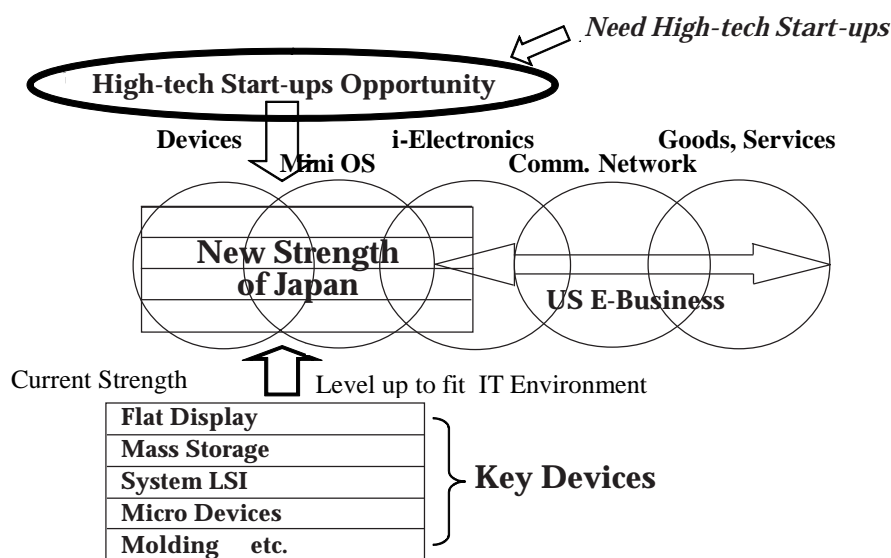 Need High-tech Start-ups
High-tech Start-ups Opportunity
Devices
i-Electronics
Goods, Services
Mini OS
Comm. Network
New Strength
of Japan
US E-Business
Current Strength
Level up to fit IT Environment
Flat Display
Mass Storage
System LSI
Micro Devices
Molding etc.
Key Devices